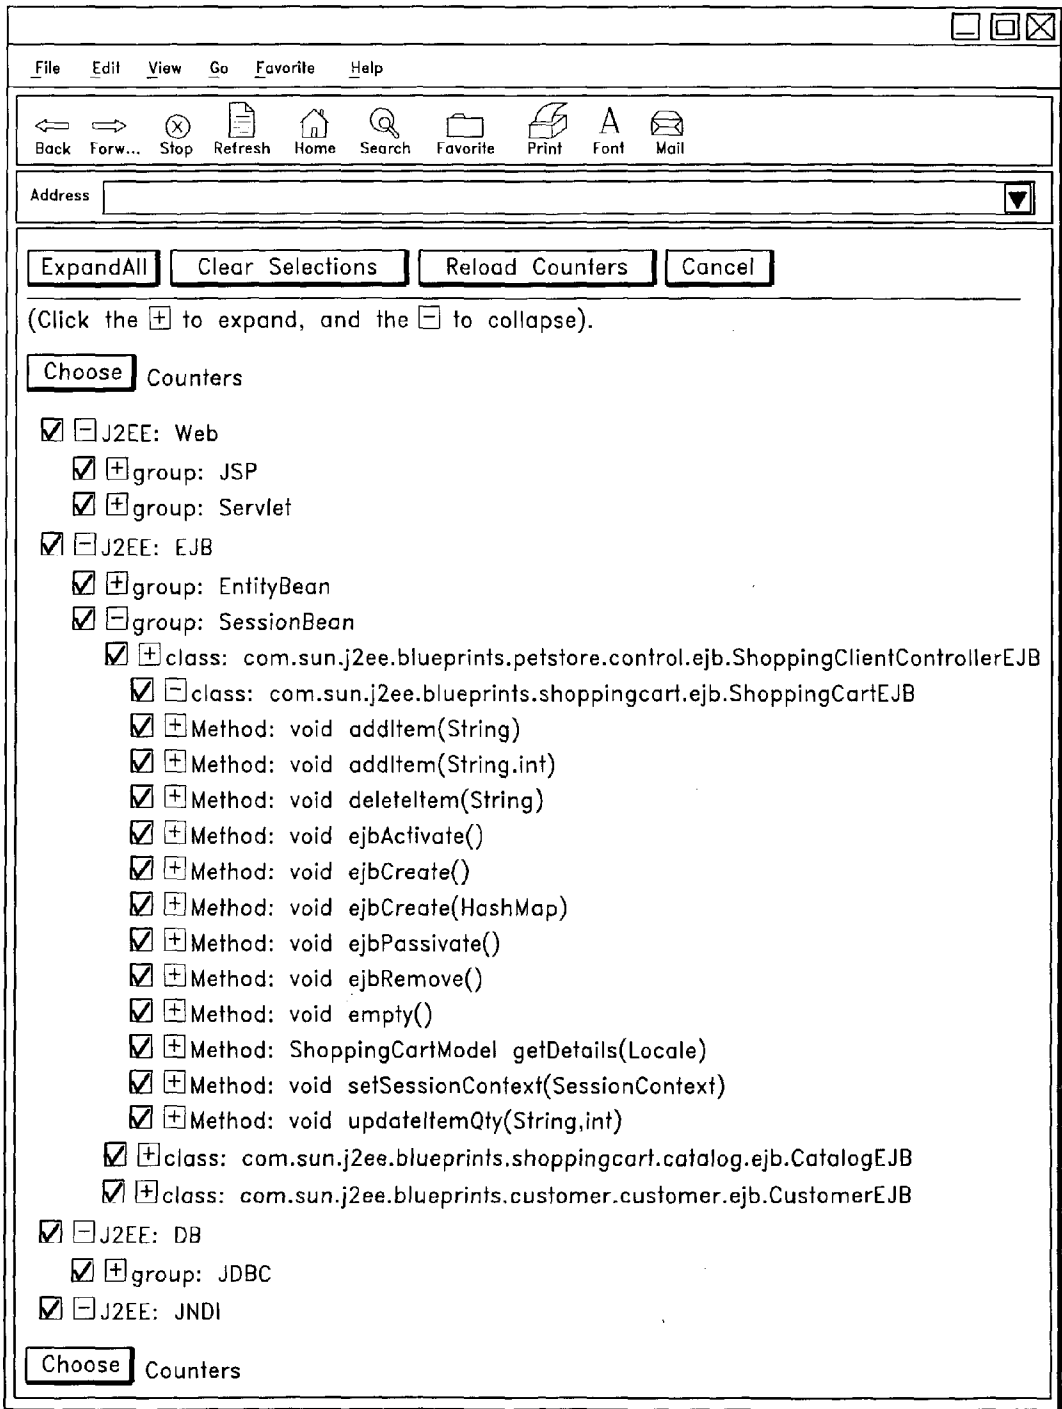 File Edit View Go Favorite Help
Back Forw... Stop Refresh Home Search Favorite Print Font Mail
Address
ExpandAll Clear Selections Reload Counters Cancel
(Click the + to expand, and the - to collapse).
Choose Counters
J2EE: Web
group: JSP
group: Servlet
J2EE: EJB
group: EntityBean
group: SessionBean
class: com.sun.j2ee.blueprints.petstore.control.ejb.ShoppingClientControllerEJB
class: com.sun.j2ee.blueprints.shoppingcart.ejb.ShoppingCartEJB
Method: void addItem(String)
Method: void addItem(String.int)
Method: void deleteItem(String)
Method: void ejbActivate()
Method: void ejbCreate()
Method: void ejbCreate(HashMap)
Method: void ejbPassivate()
Method: void ejbRemove()
Method: void empty()
Method: ShoppingCartModel getDetails(Locale)
Method: void setSessionContext(SessionContext)
Method: void updateItemQty(String,int)
class: com.sun.j2ee.blueprints.shoppingcart.catalog.ejb.CatalogEJB
class: com.sun.j2ee.blueprints.customer.customer.ejb.CustomerEJB
J2EE: DB
group: JDBC
J2EE: JNDI
Choose Counters